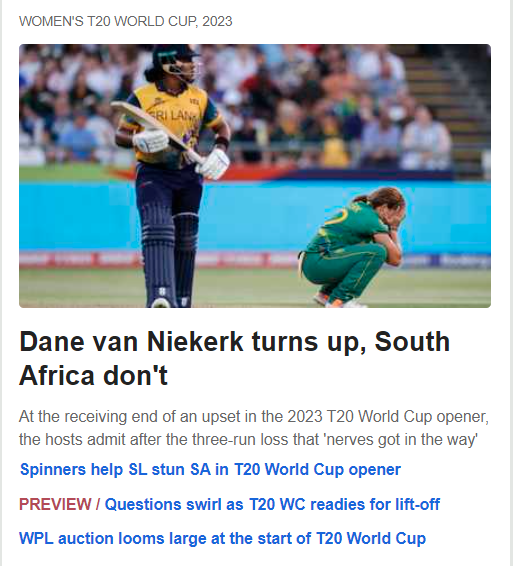 WOMEN'S T20 WORLD CUP, 2023
SRI LANK
Dane van Niekerk turns up, South
Africa don't
At the receiving end of an upset in the 2023 T20 World Cup opener,
the hosts admit after the three-run loss that 'nerves got in the way'
Spinners help SL stun SA in T20 World Cup opener
PREVIEW / Questions swirl as T20 WC readies for lift-off
WPL auction looms large at the start of T20 World Cup